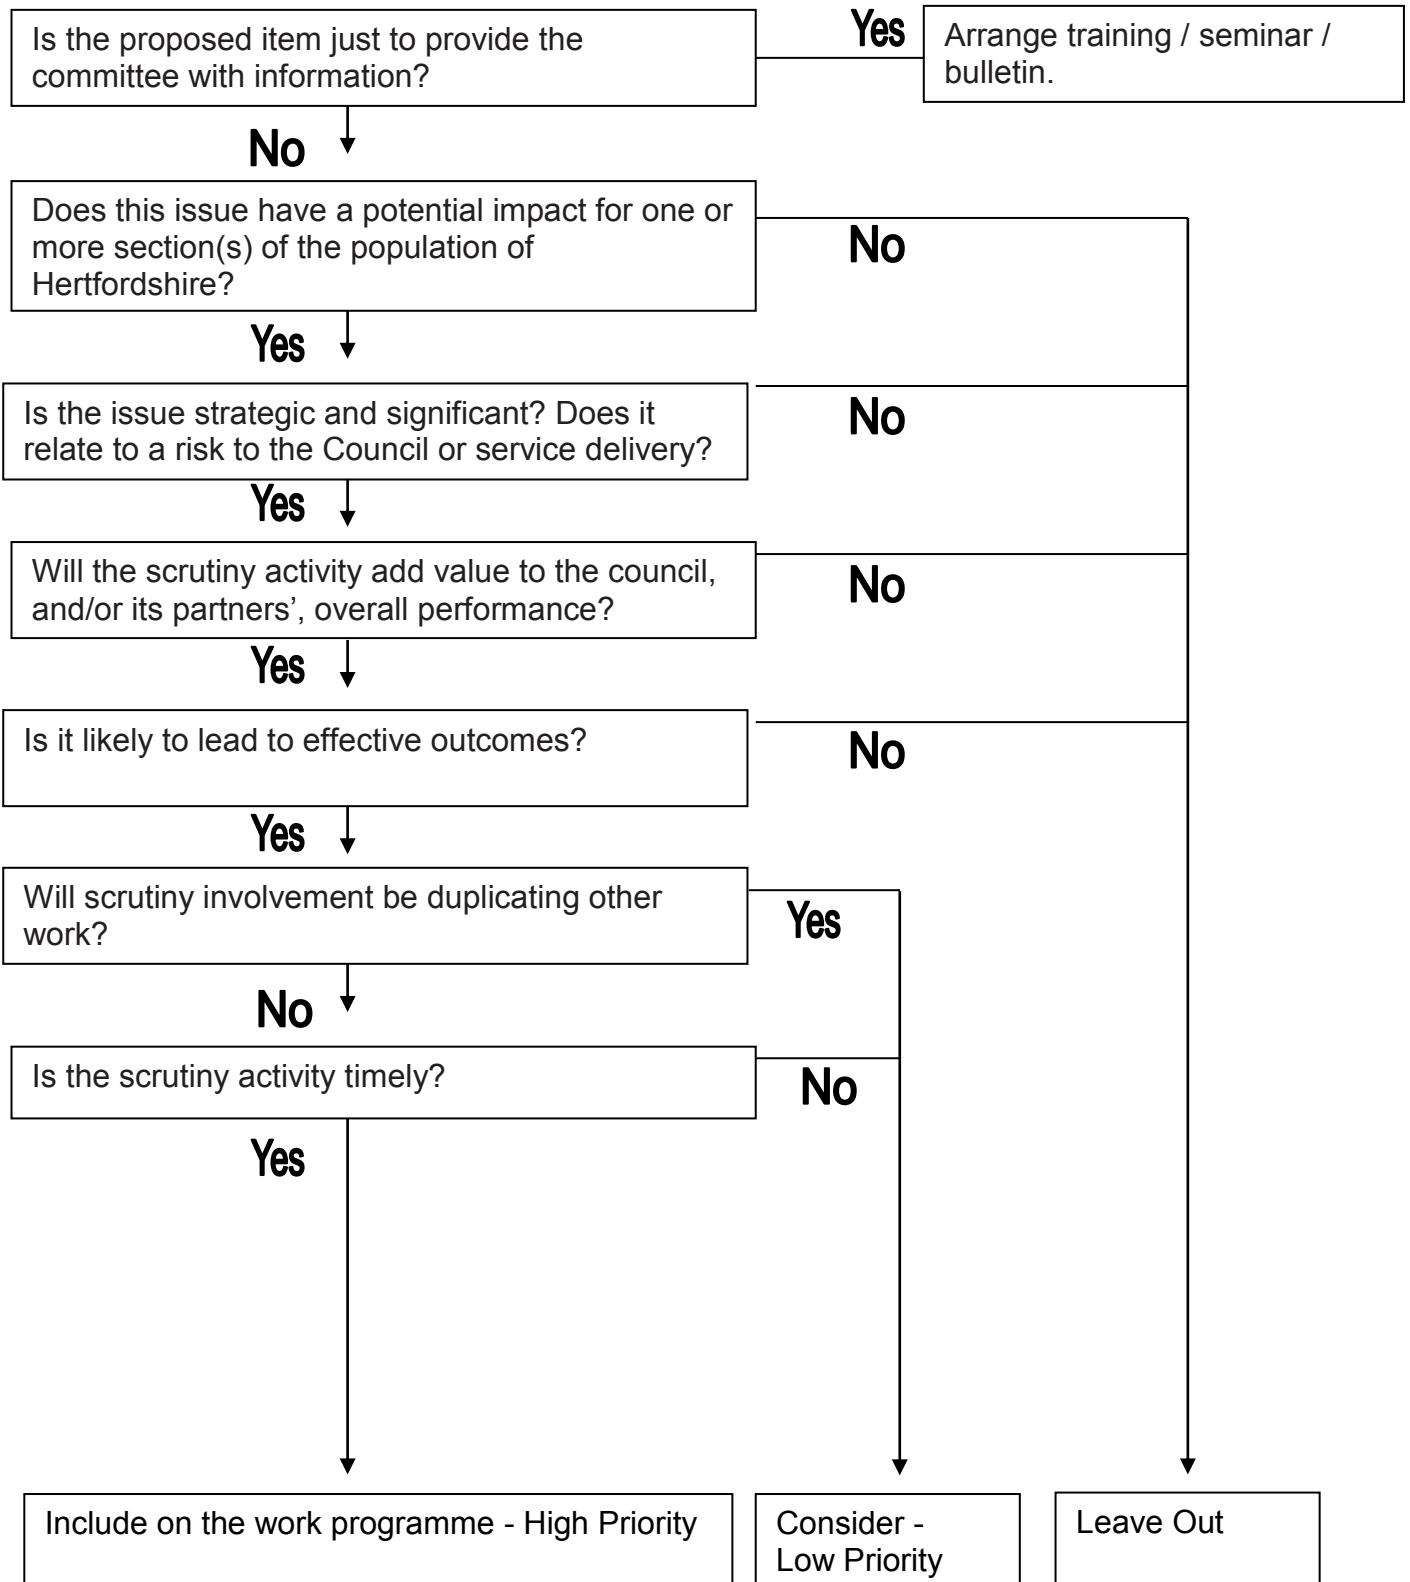 Is the proposed item just to provide the
committee with information?
Yes
Arrange training / seminar /
bulletin.
No
Does this issue have a potential impact for one or
more section(s) of the population of
Hertfordshire?
No
Yes
Is the issue strategic and significant? Does it
relate to a risk to the Council or service delivery?
No
Yes
Will the scrutiny activity add value to the council,
and/or its partners’, overall performance?
No
Yes
Is it likely to lead to effective outcomes?
No
Yes
Will scrutiny involvement be duplicating other
work?
Yes
No
Is the scrutiny activity timely?
No
Yes
Include on the work programme - High Priority
Consider -
Low Priority
Leave Out